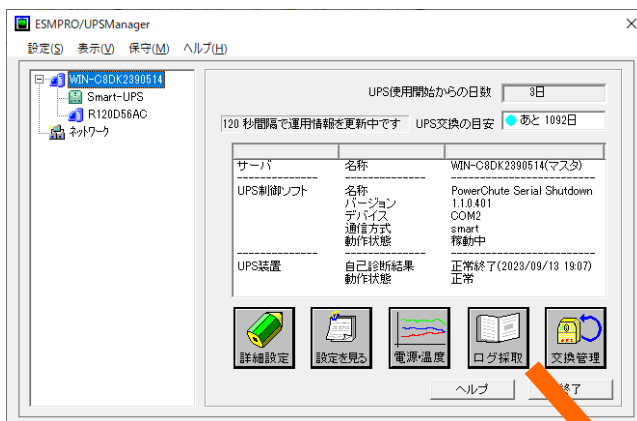 ESMPRO/UPSManager
設定(S) 表示(V) 保守(M) ヘルプ(H)
WIN-C8DK2390514
Smart-UPS
R120D56AC
ネットワーク
UPS使用開始からの日数 3日
120 秒間隔で運用情報を更新中です UPS交換の目安 あと 1092日
サーバ 名称 WIN-C8DK2390514(マスタ)
UPS制御ソフト 名称 PowerChute Serial Shutdown
バージョン 1.1.0.401
デバイス COM2
通信方式 smart
動作状態 稼動中
UPS装置 自己診断結果 正常終了(2023/09/13 19:07)
動作状態 正常
詳細設定 設定を見る 電源・温度 ログ採取 交換管理
ヘルプ 終了